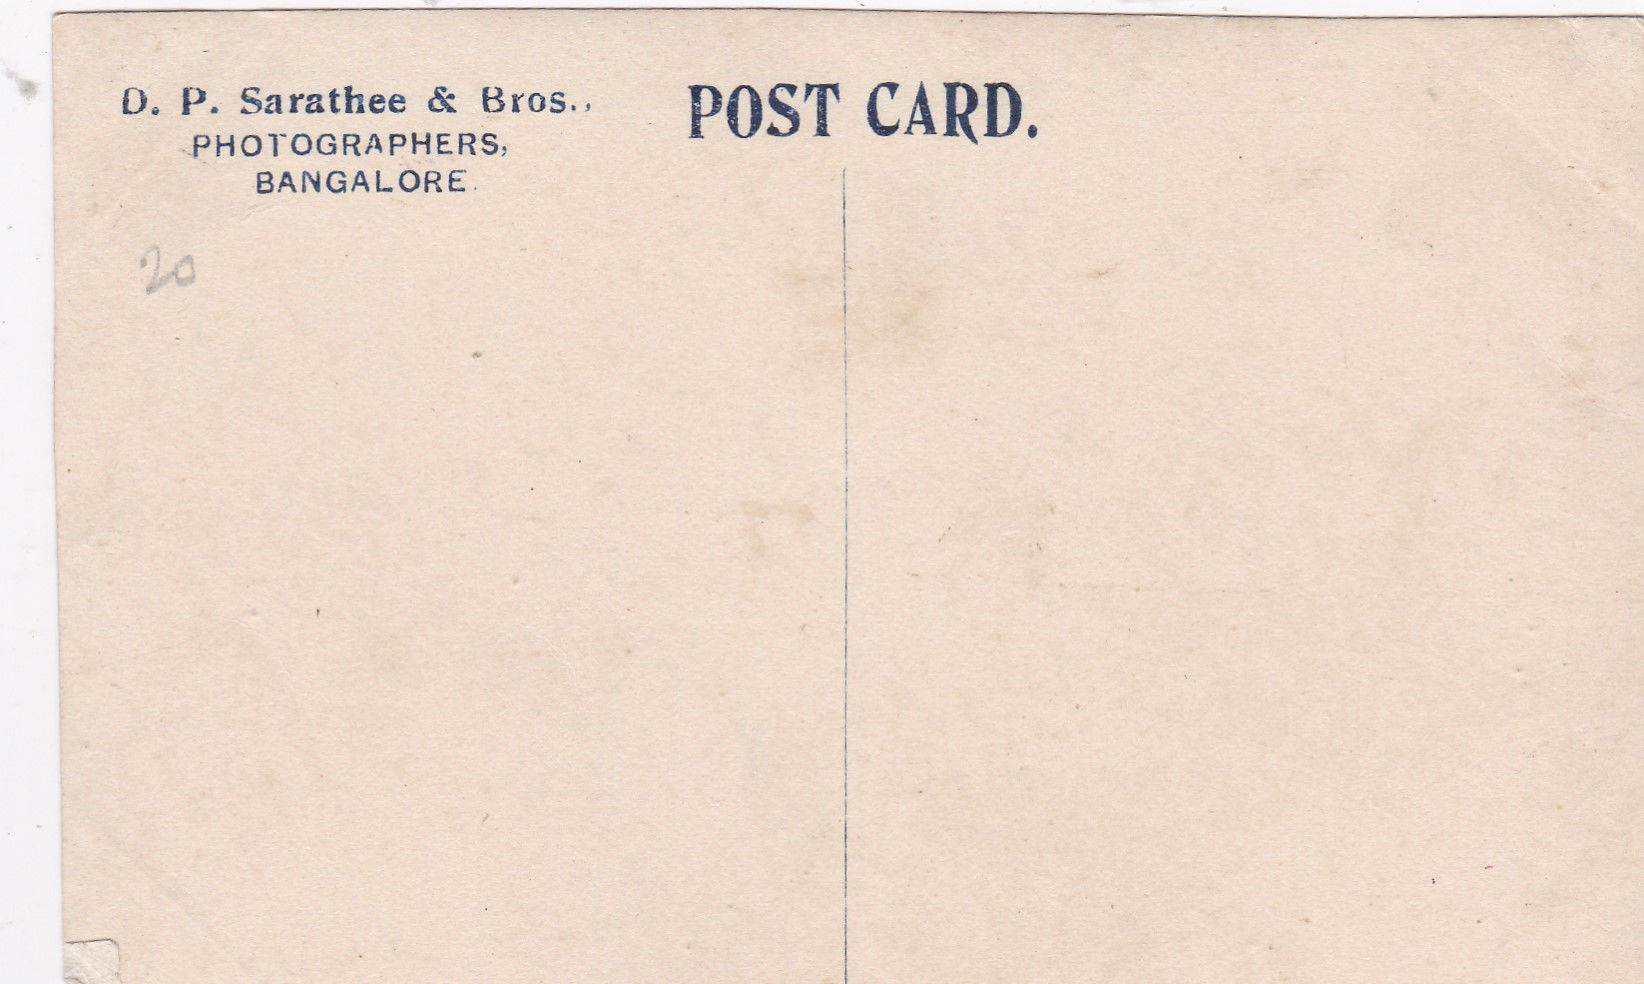 D. P. Sarathee & Bros.,
PHOTOGRAPHERS,
BANGALORE.
POST CARD.
20